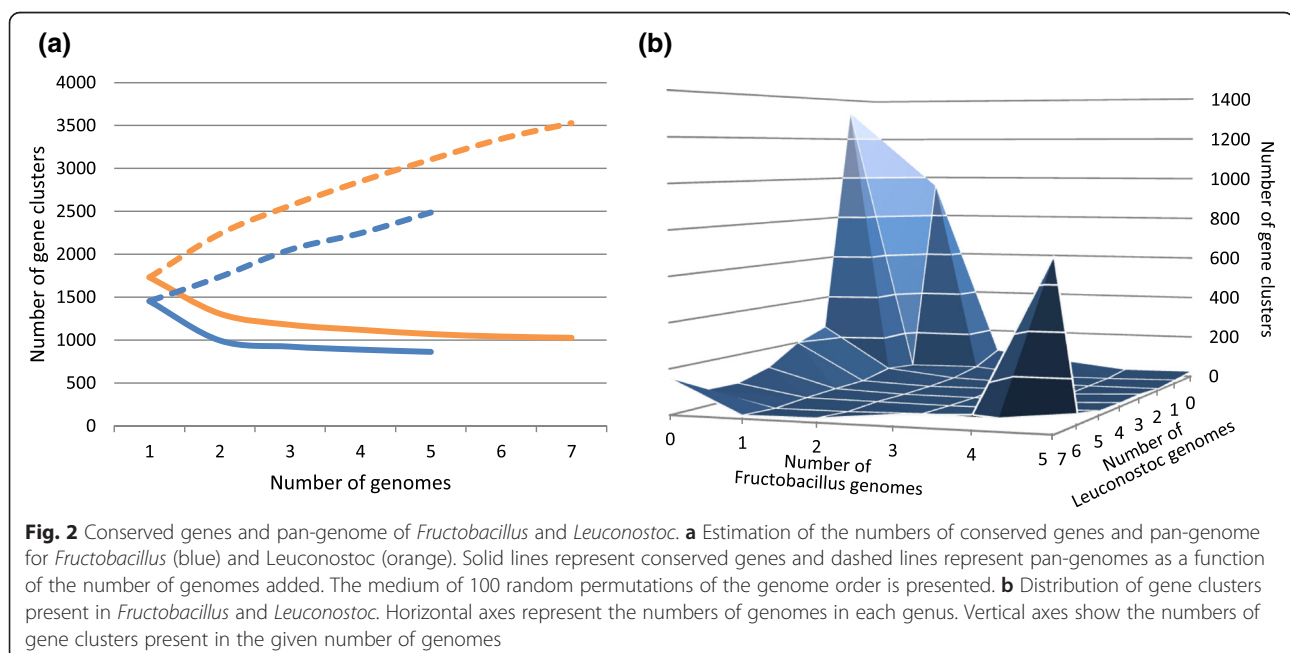 (a)
4000
3500
3000
2500
2000
1500
1000
500
0
Number of gene clusters
1 2 3 4 5 6 7
Number of genomes
(b)
1400
1200
1000
800
600
400
200
0
Number of gene clusters
0 1 2 3 4 5
Number of
Fructobacillus genomes
7 6 5 4 3 2 1 0
Number of
Leuconostoc genomes
Fig. 2 Conserved genes and pan-genome of Fructobacillus and Leuconostoc. a Estimation of the numbers of conserved genes and pan-genome
for Fructobacillus (blue) and Leuconostoc (orange). Solid lines represent conserved genes and dashed lines represent pan-genomes as a function
of the number of genomes added. The medium of 100 random permutations of the genome order is presented. b Distribution of gene clusters
present in Fructobacillus and Leuconostoc. Horizontal axes represent the numbers of genomes in each genus. Vertical axes show the numbers of
gene clusters present in the given number of genomes